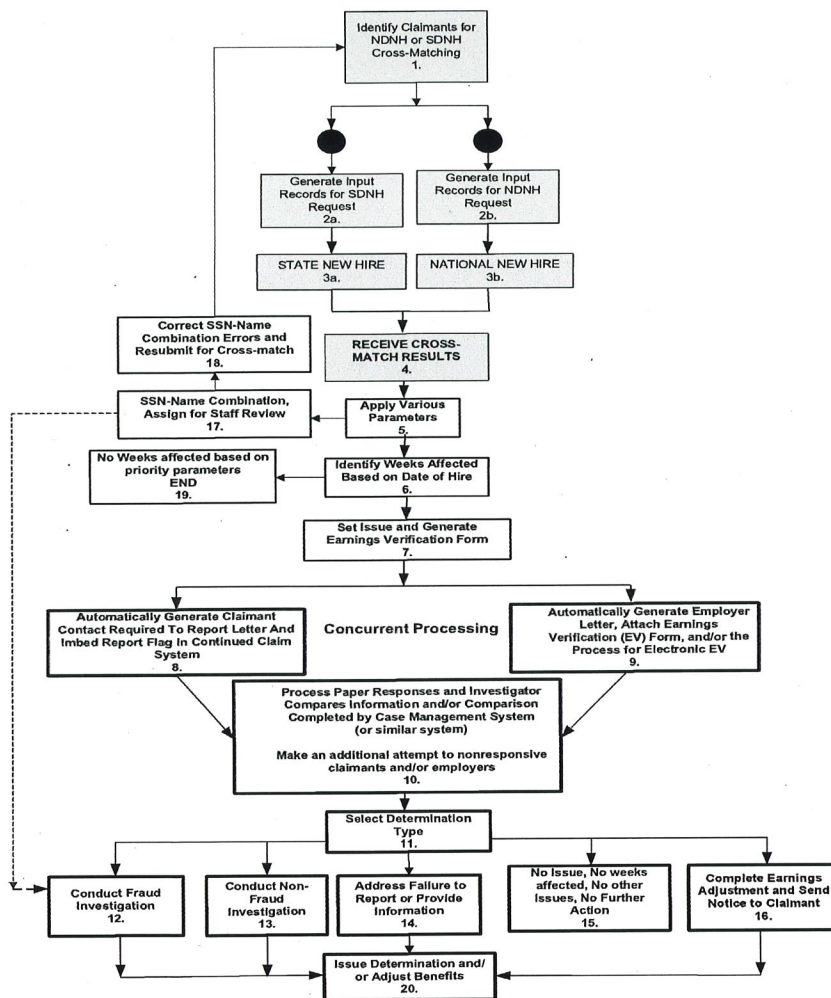 Identify Claimants for
NDNH or SDNH
Cross-Matching
1.
Generate Input
Records for SDNH
Request
2a.
Generate Input
Records for NDNH
Request
2b.
STATE NEW HIRE
3a.
NATIONAL NEW HIRE
3b.
Correct SSN-Name
Combination Errors and
Resubmit for Cross-match
18.
RECEIVE CROSS-
MATCH RESULTS
4.
SSN-Name Combination,
Assign for Staff Review
17.
Apply Various
Parameters
5.
No Weeks affected based on
priority parameters
END
19.
Identify Weeks Affected
Based on Date of Hire
6.
Set Issue and Generate
Earnings Verification Form
7.
Automatically Generate Claimant
Contact Required To Report Letter And
Imbed Report Flag In Continued Claim
System
8.
Concurrent Processing
Automatically Generate Employer
Letter, Attach Earnings
Verification (EV) Form, and/or the
Process for Electronic EV
9.
Process Paper Responses and Investigator
Compares Information and/or Comparison
Completed by Case Management System
(or similar system)
Make an additional attempt to nonresponsive
claimants and/or employers
10.
Select Determination
Type
11.
Conduct Fraud
Investigation
12.
Conduct Non-
Fraud
Investigation
13.
Address Failure to
Report or Provide
Information
14.
No Issue, No weeks
affected, No other
Issues, No Further
Action
15.
Complete Earnings
Adjustment and Send
Notice to Claimant
16.
Issue Determination and/
or Adjust Benefits
20.